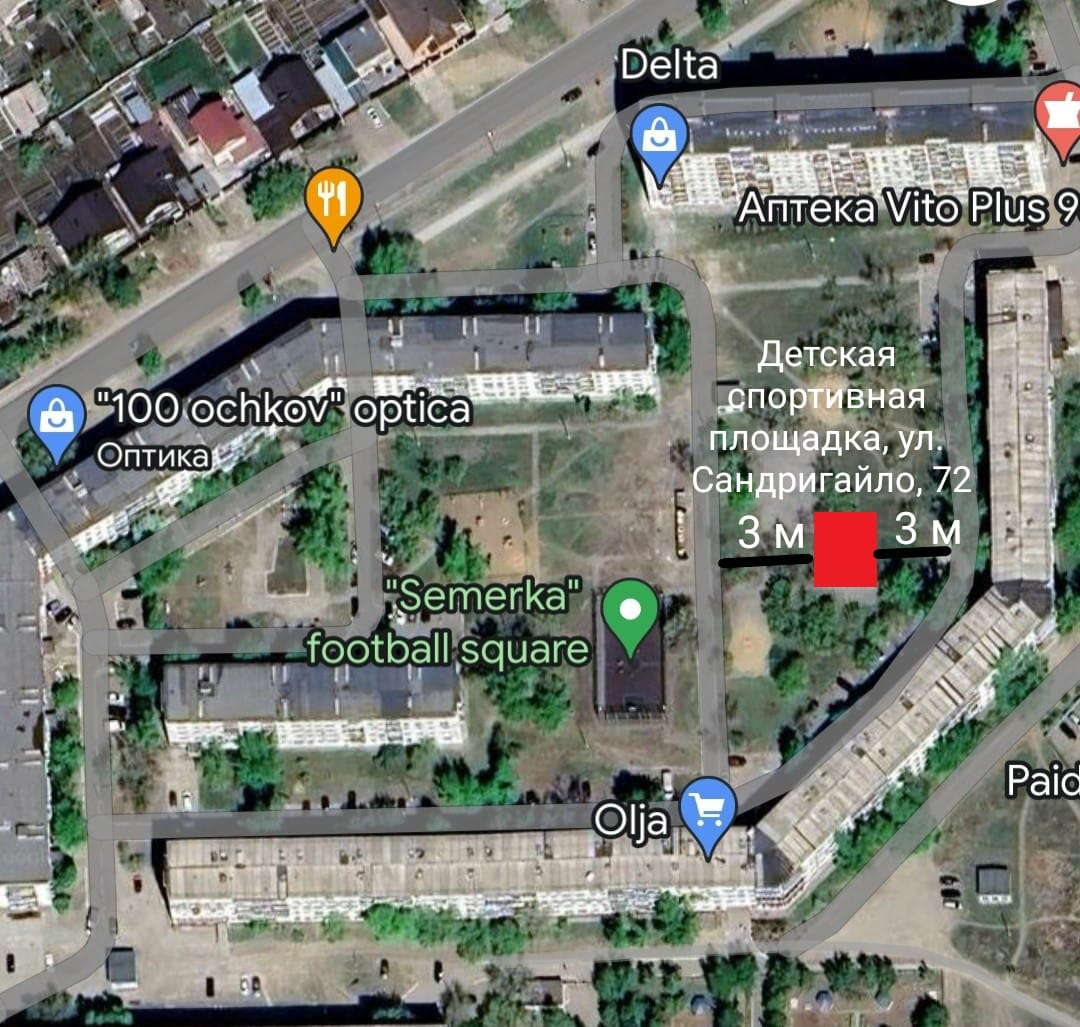 Delta
Аптека Vito Plus 9
Детская
спортивная
площадка, ул.
Сандригайло, 72
"100 ochkov" optica
Оптика
3 м
3 м
"Semerka"
football square
Olja
Paid